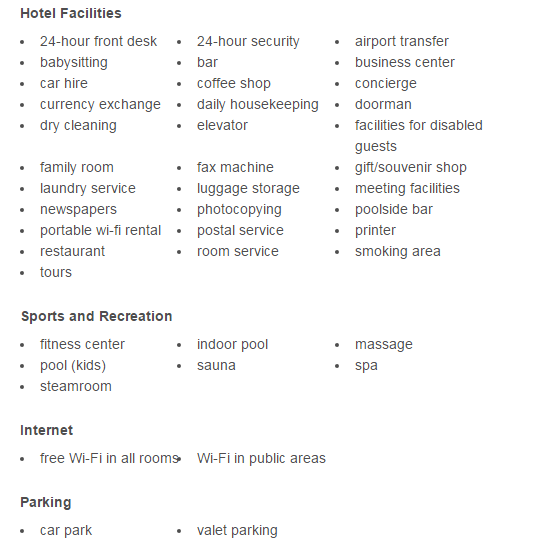 Hotel Facilities
• 24-hour front desk • 24-hour security • airport transfer
• babysitting • bar • business center
• car hire • coffee shop • concierge
• currency exchange • daily housekeeping • doorman
• dry cleaning • elevator • facilities for disabled
guests
• family room • fax machine • gift/souvenir shop
• laundry service • luggage storage • meeting facilities
• newspapers • photocopying • poolside bar
• portable wi-fi rental • postal service • printer
• restaurant • room service • smoking area
• tours
Sports and Recreation
• fitness center • indoor pool • massage
• pool (kids) • sauna • spa
• steamroom
Internet
• free Wi-Fi in all rooms • Wi-Fi in public areas
Parking
• car park • valet parking